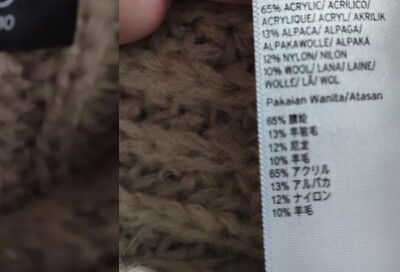 65% ACRYLIC/ACRÍLICO/
ACRYLIQUE/ACRYL/AKRILIK
13% ALPACA/ALPAGA/
ALPAKAWOLLE/ALPAKA
12% NYLON/NILON
10% WOOL/LANA/LAINE/
WOLLE/LÃ/WOL
Pakaian Wanita/Atasan
65% 腈纶
13% 羊驼毛
12% 尼龙
10% 羊毛
65% アクリル
13% アルパカ
12% ナイロン
10% 羊毛